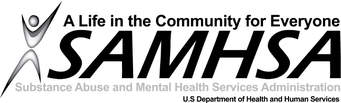 A Life in the Community for Everyone
SAMHSA
Substance Abuse and Mental Health Services Administration
U.S Department of Health and Human Services